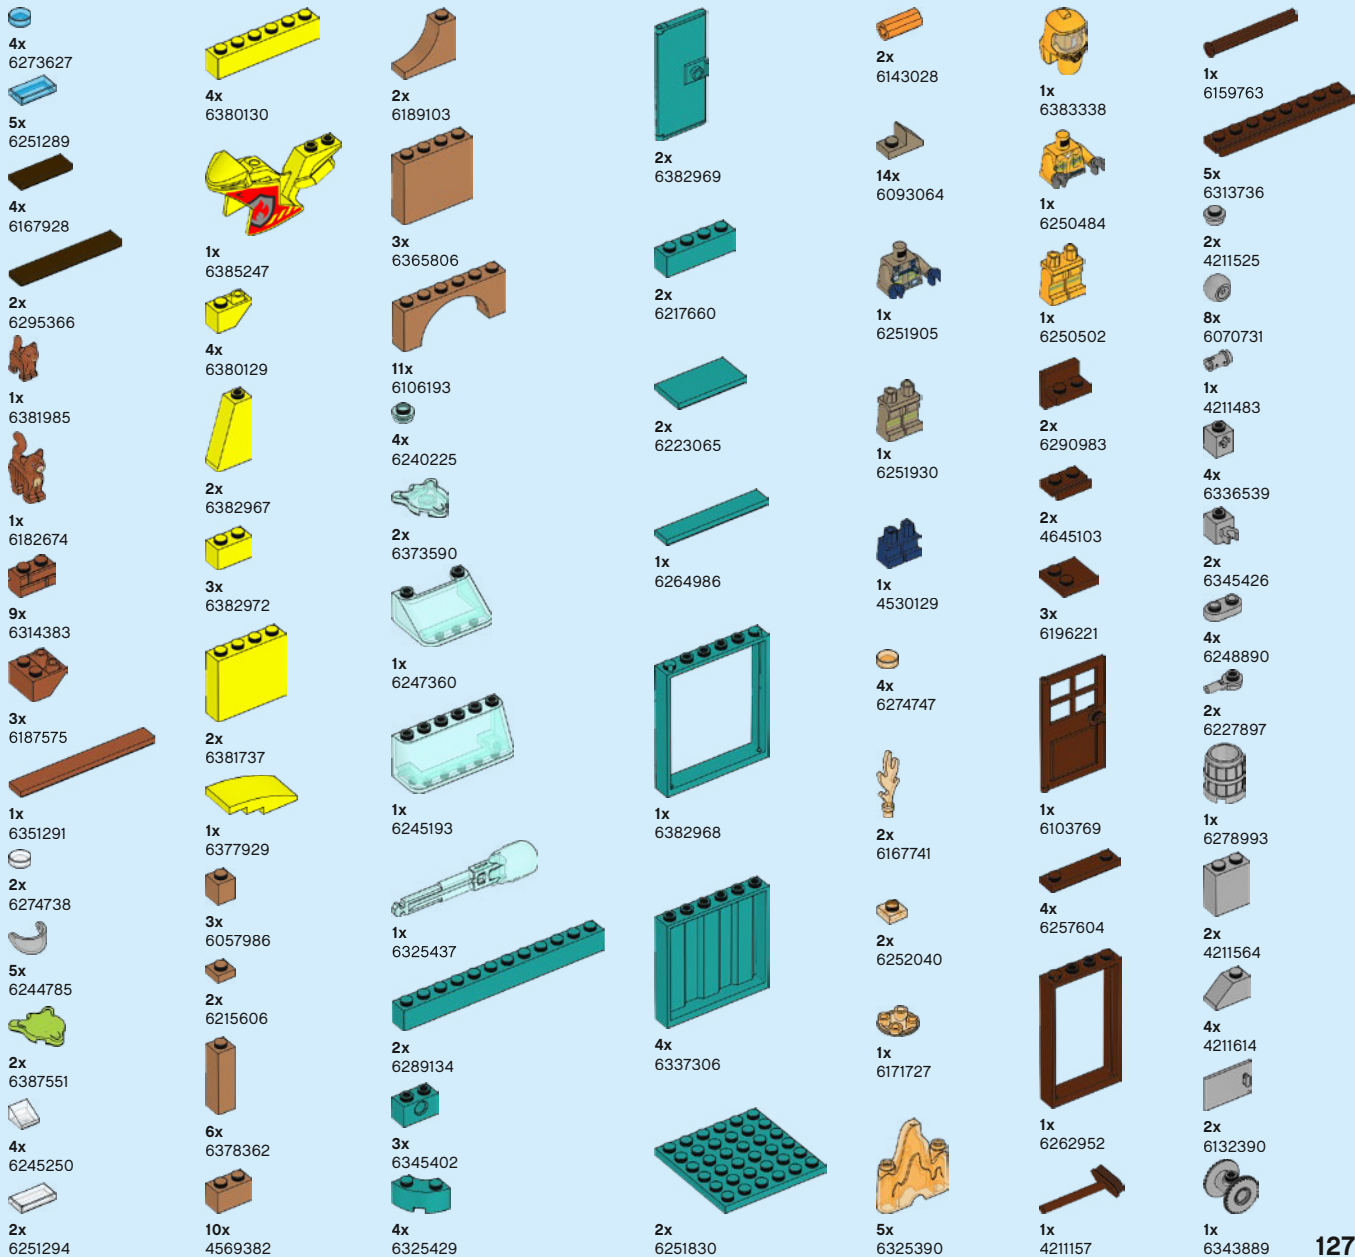 4x
6273627
5x
6251289
4x
6167928
2x
6295366
1x
6381985
1x
6182674
9x
6314383
3x
6187575
1x
6351291
2x
6274738
5x
6244785
2x
6387551
4x
6245250
2x
6251294
4x
6380130
1x
6385247
4x
6380129
2x
6382967
3x
6382972
2x
6381737
1x
6377929
3x
6057986
2x
6215606
6x
6378362
10x
4569382
2x
6189103
3x
6365806
11x
6106193
4x
6240225
2x
6373590
1x
6247360
1x
6245193
1x
6325437
2x
6289134
3x
6345402
4x
6325429
2x
6382969
2x
6217660
2x
6223065
1x
6264986
1x
6382968
4x
6337306
2x
6251830
2x
6143028
14x
6093064
1x
6251905
1x
6251930
1x
4530129
4x
6274747
2x
6167741
2x
6252040
1x
6171727
5x
6325390
1x
6383338
1x
6250484
1x
6250502
2x
6290983
2x
4645103
3x
6196221
1x
6103769
4x
6257604
1x
6262952
1x
4211157
1x
6159763
5x
6313736
2x
4211525
8x
6070731
1x
4211483
4x
6336539
2x
6345426
4x
6248890
2x
6227897
1x
6278993
2x
4211564
4x
4211614
2x
6132390
1x
6343889
127